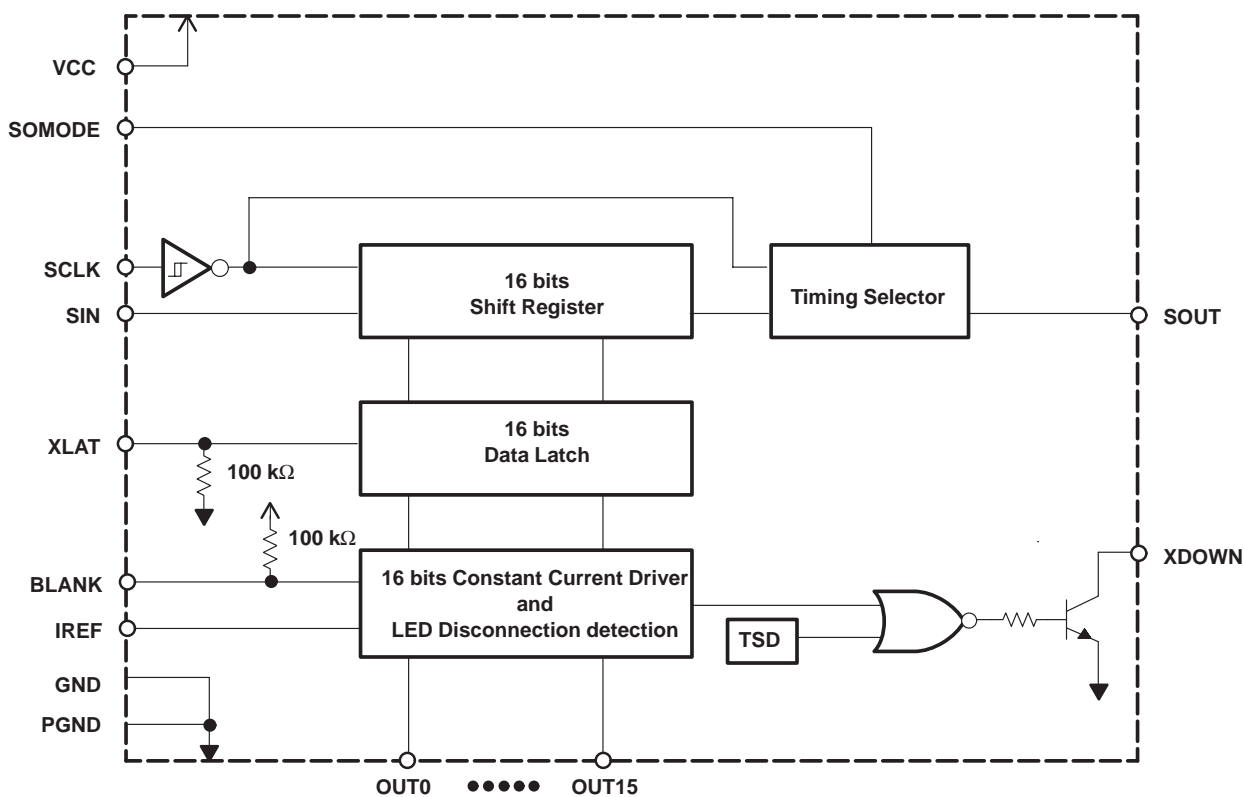 VCC
SOMODE
SCLK
16 bits
Shift Register
Timing Selector
SIN
SOUT
XLAT
16 bits
Data Latch
100 kΩ
100 kΩ
BLANK
16 bits Constant Current Driver
and
LED Disconnection detection
XDOWN
IREF
TSD
GND
PGND
OUT0
OUT15